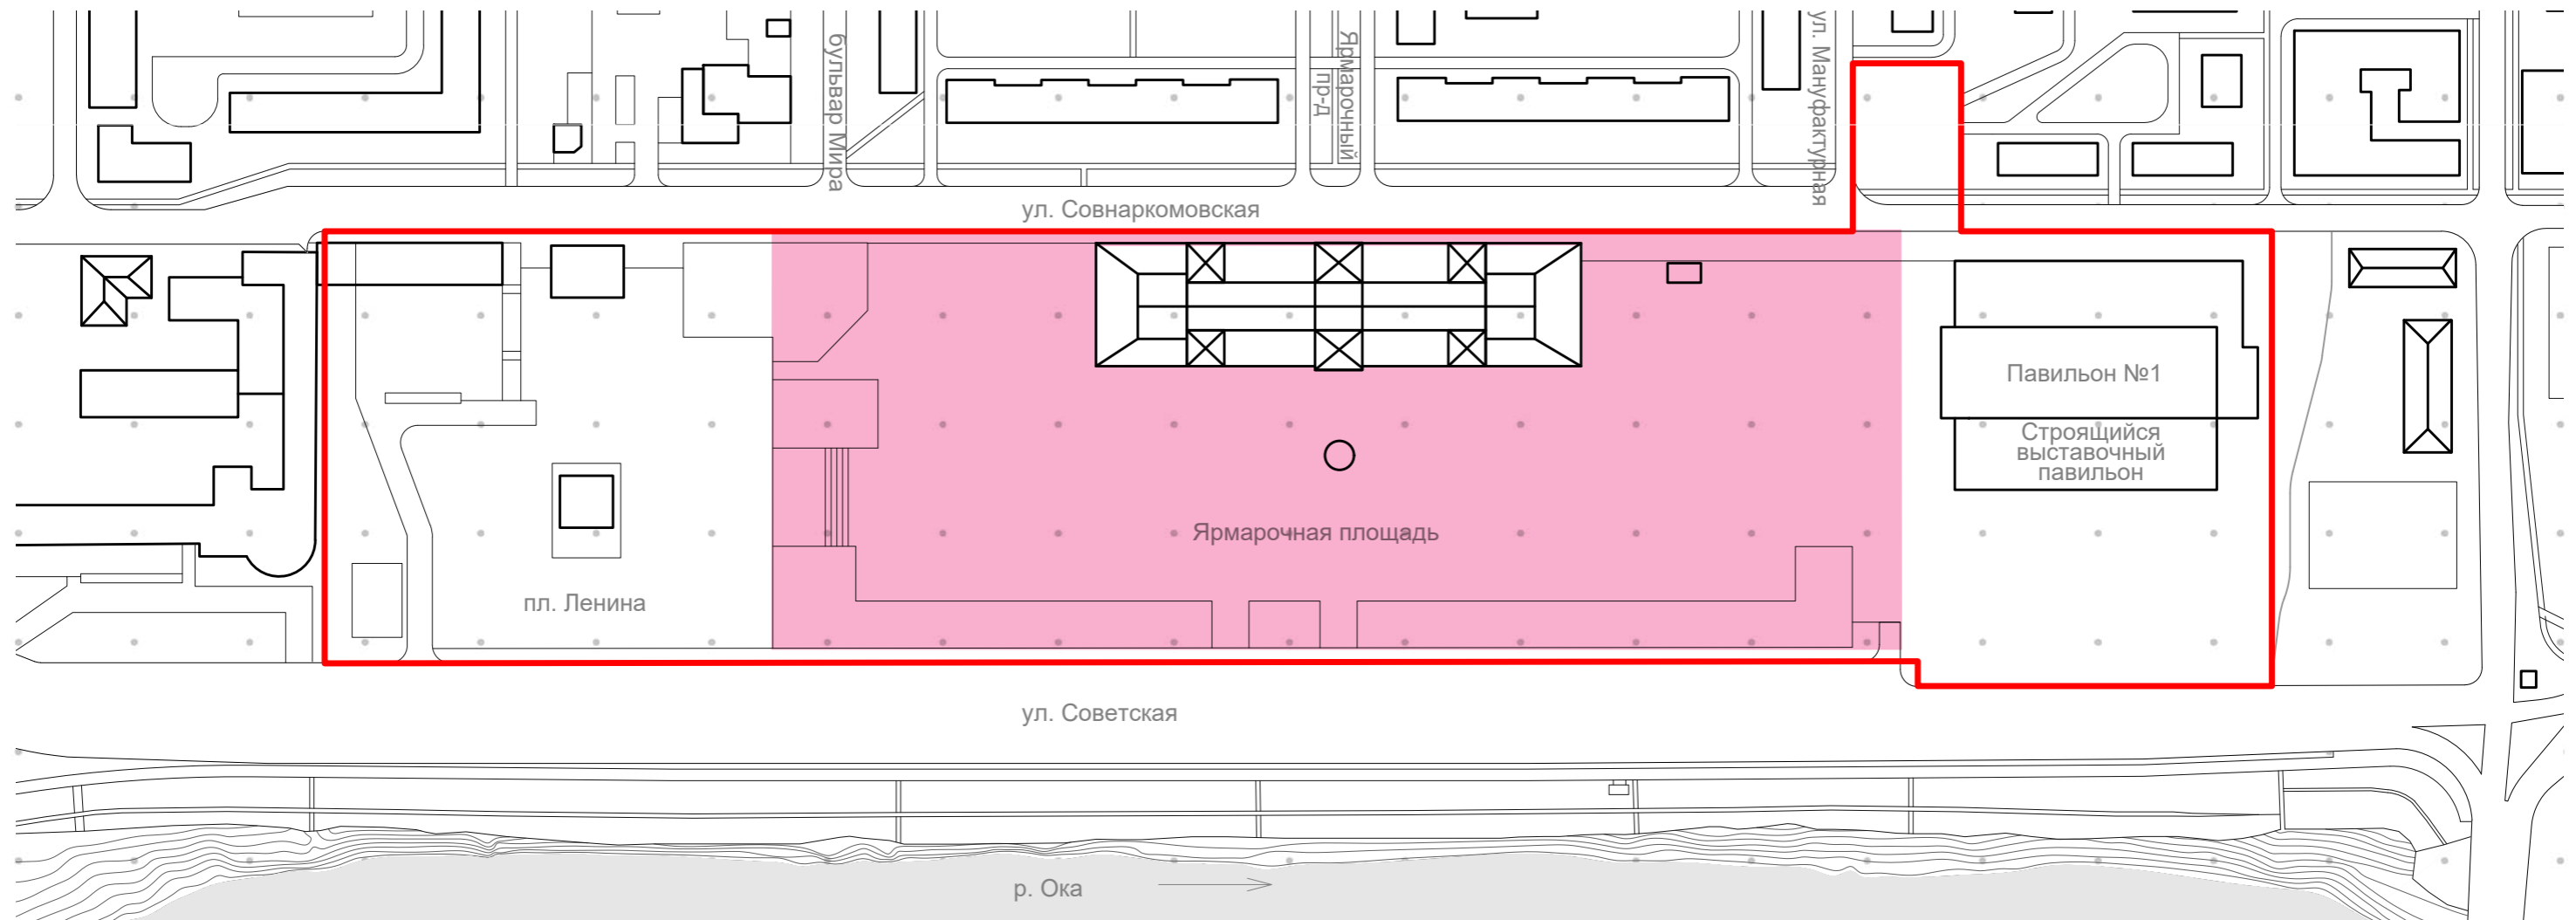 бульвар Мира
Ярмарочный
пр-д
ул. Мануфактурная
ул. Совнаркомовская
Павильон №1
Строящийся
выставочный
павильон
Ярмарочная площадь
пл. Ленина
ул. Советская
р. Ока